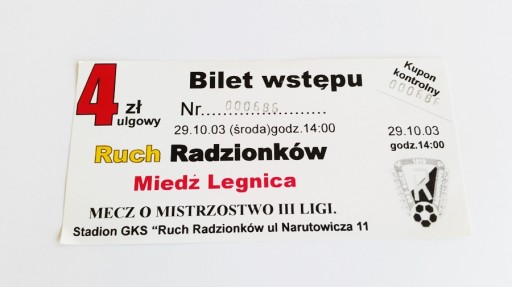 4 zł
ulgowy
Bilet wstępu
Nr. 000686
29.10.03 (środa)godz.14:00
Ruch Radzionków
Miedź Legnica
MECZ O MISTRZOSTWO III LIGI.
Stadion GKS "Ruch Radzionków ul Narutowicza 11
Kupon
kontrolny
000686
29.10.03
godz.14:00